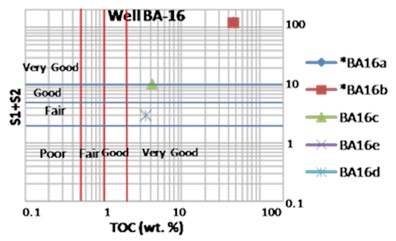 Well BA-16
100
Very Good
10
Good
Fair
S1+S2
Poor Fair Good Very Good
1
0.1
0.1 1 10 100
TOC (wt. %)
*BA16a
*BA16b
BA16c
BA16e
BA16d